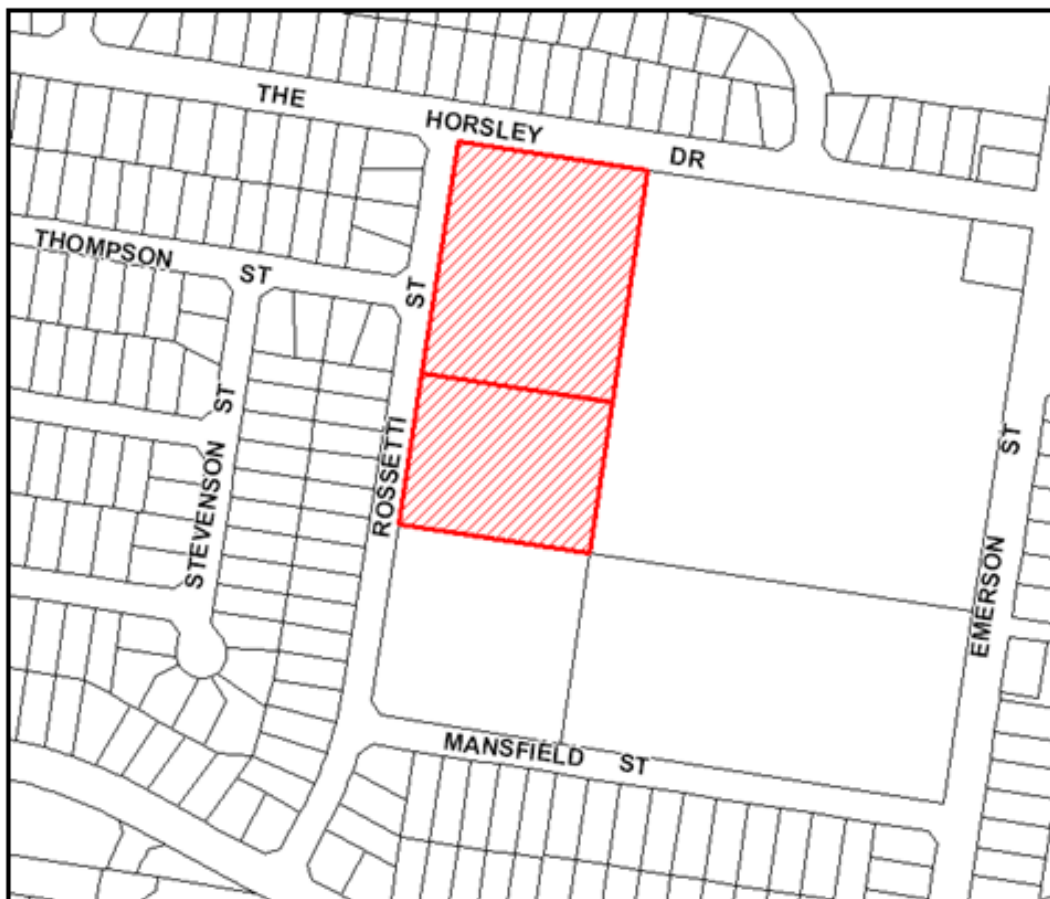 THE HORSLEY DR
THOMPSON ST
ST
ROSSETTI
STEVENSON ST
EMERSON ST
MANSFIELD ST